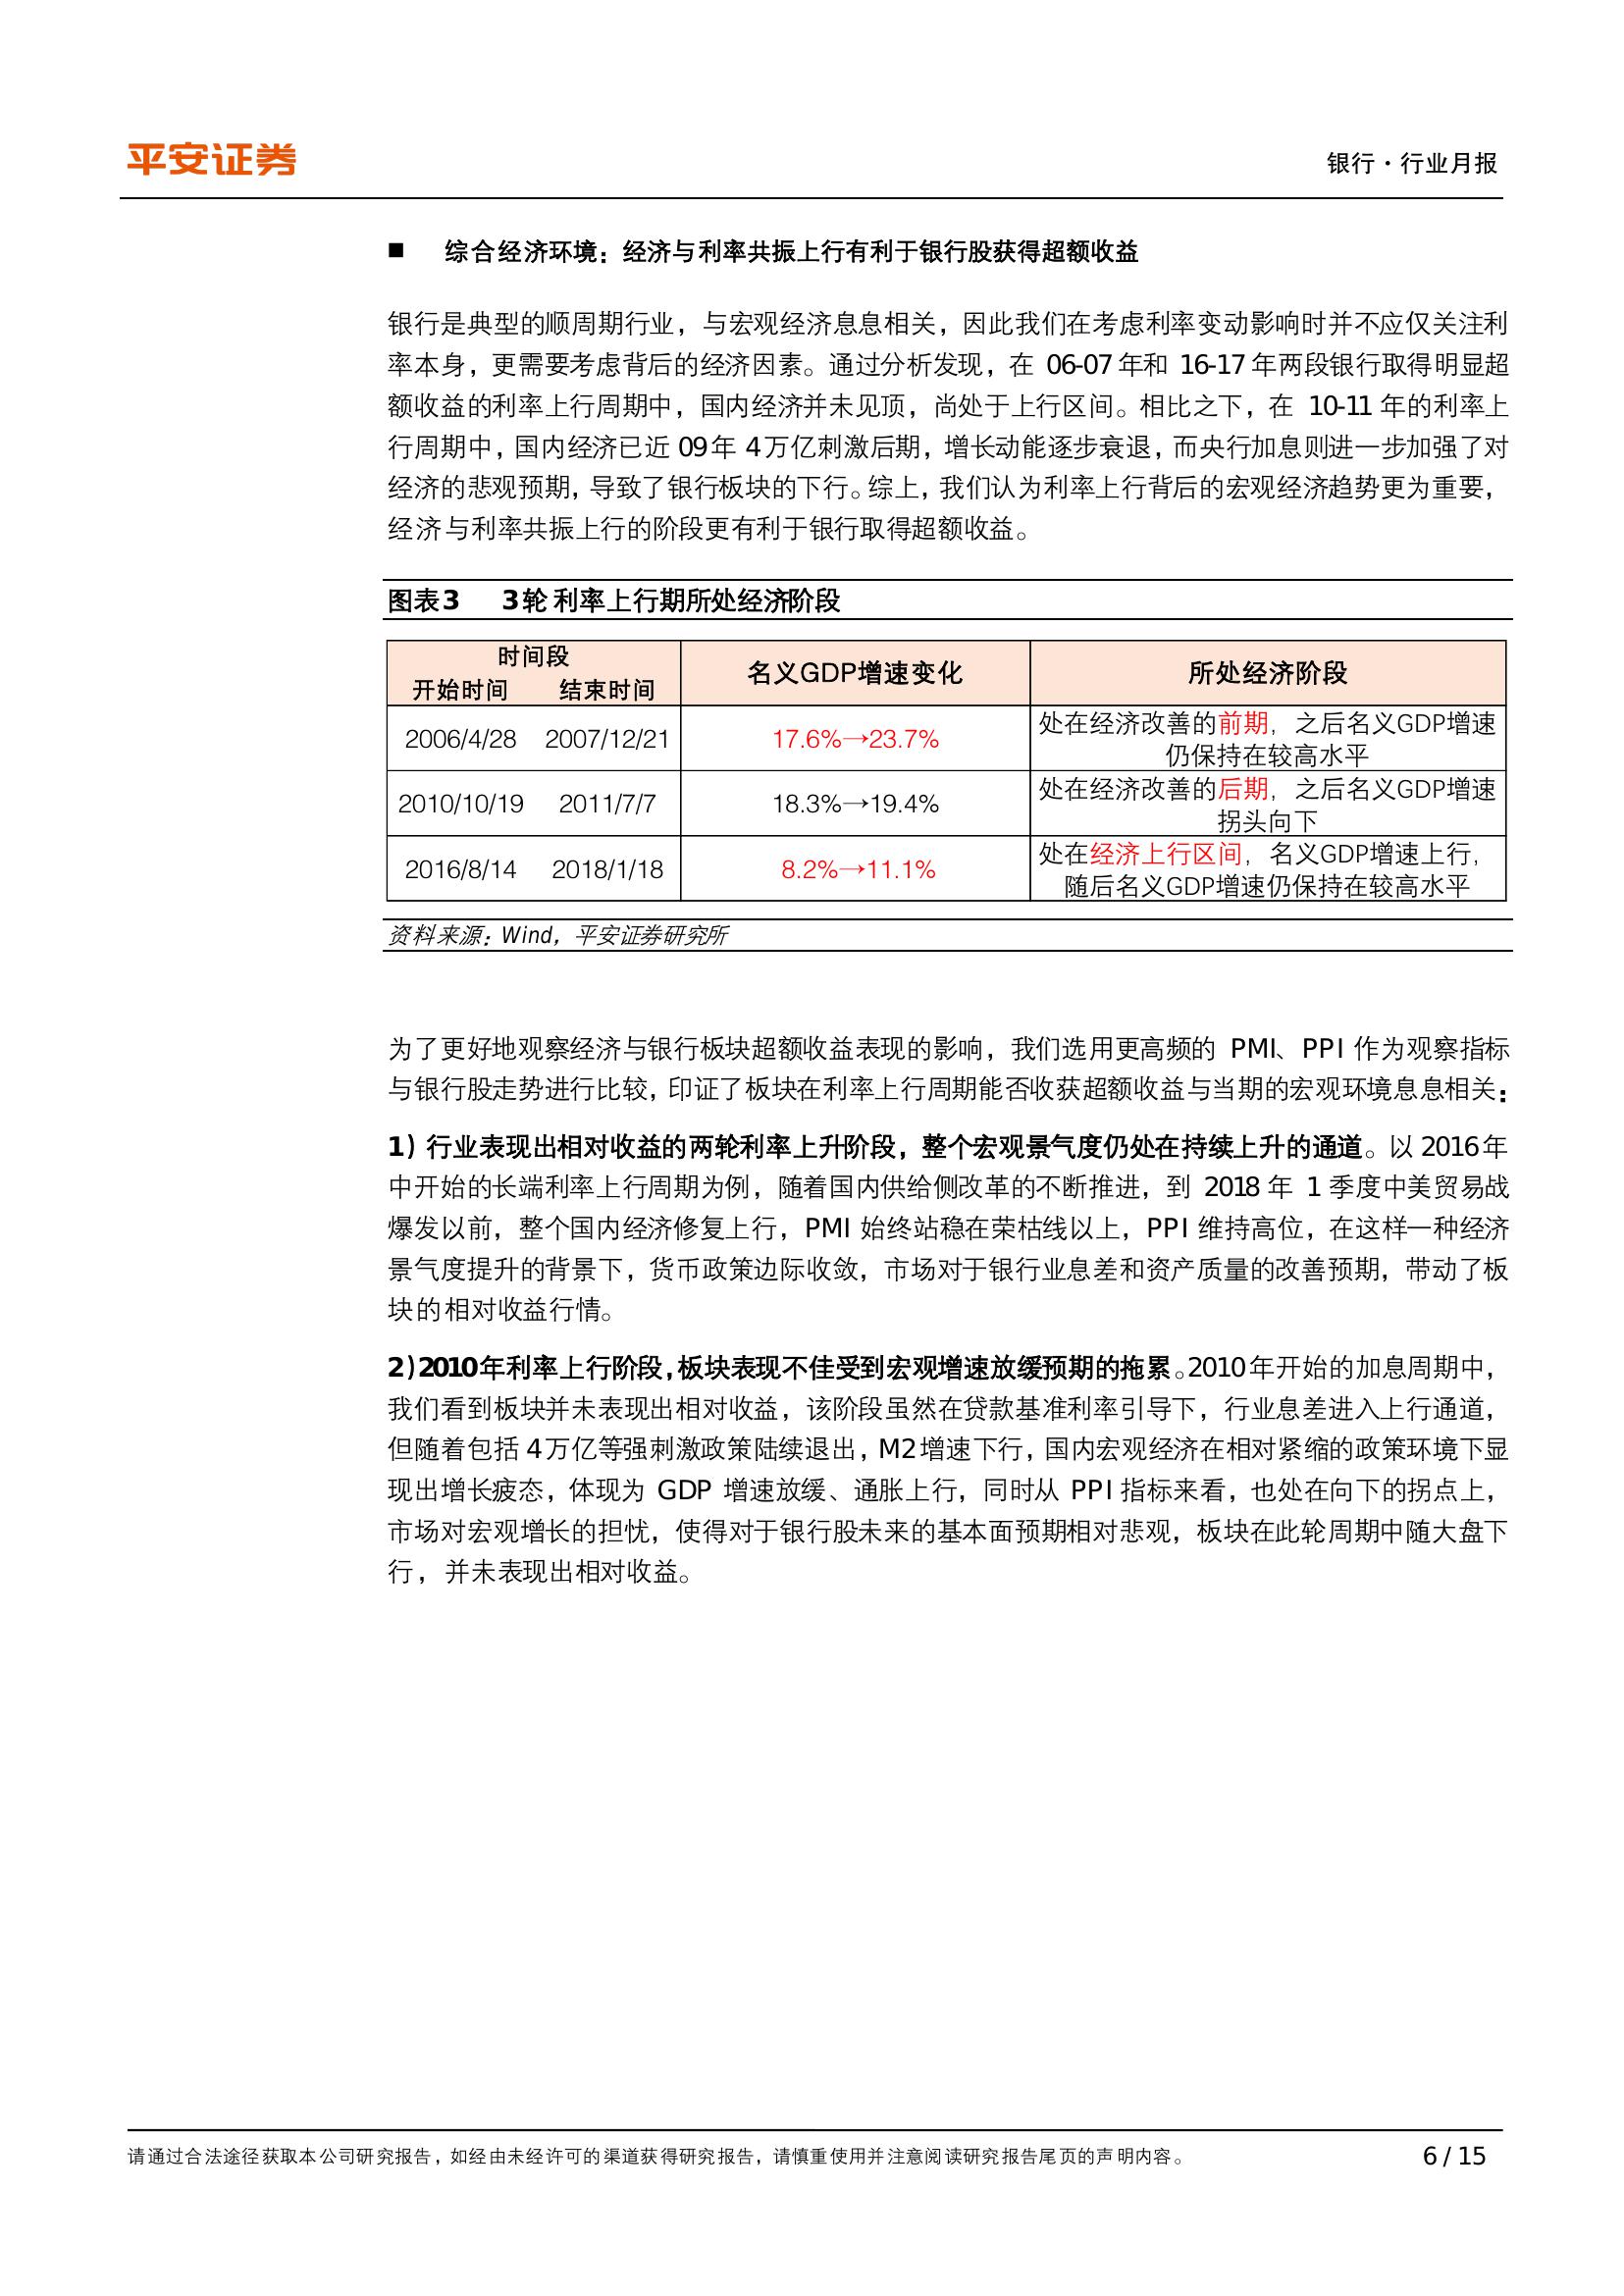 平安证券
银行·行业月报
■ 综合经济环境：经济与利率共振上行有利于银行股获得超额收益
银行是典型的顺周期行业，与宏观经济息息相关，因此我们在考虑利率变动影响时并不应仅关注利
率本身，更需要考虑背后的经济因素。通过分析发现，在 06-07 年和 16-17 年两段银行取得明显超
额收益的利率上行周期中，国内经济并未见顶，尚处于上行区间。相比之下，在 10-11 年的利率上
行周期中，国内经济已近 09 年 4 万亿刺激后期，增长动能逐步衰退，而央行加息则进一步加强了对
经济的悲观预期，导致了银行板块的下行。综上，我们认为利率上行背后的宏观经济趋势更为重要，
经济与利率共振上行的阶段更有利于银行取得超额收益。
图表3 3轮利率上行期所处经济阶段
时间段
开始时间 结束时间 名义GDP增速变化 所处经济阶段
2006/4/28 2007/12/21 17.6%→23.7% 处在经济改善的前期，之后名义GDP增速
仍保持在较高水平
2010/10/19 2011/7/7 18.3%→19.4% 处在经济改善的后期，之后名义GDP增速
拐头向下
2016/8/14 2018/1/18 8.2%→11.1% 处在经济上行区间，名义GDP增速上行，
随后名义GDP增速仍保持在较高水平
资料来源：Wind，平安证券研究所
为了更好地观察经济与银行板块超额收益表现的影响，我们选用更高频的 PMI、PPI 作为观察指标
与银行股走势进行比较，印证了板块在利率上行周期能否收获超额收益与当期的宏观环境息息相关：
1）行业表现出相对收益的两轮利率上升阶段，整个宏观景气度仍处在持续上升的通道。以 2016 年
中开始的长端利率上行周期为例，随着国内供给侧改革的不断推进，到 2018 年 1 季度中美贸易战
爆发以前，整个国内经济修复上行，PMI 始终站稳在荣枯线以上，PPI 维持高位，在这样一种经济
景气度提升的背景下，货币政策边际收敛，市场对于银行业息差和资产质量的改善预期，带动了板
块的相对收益行情。
2）2010 年利率上行阶段，板块表现不佳受到宏观增速放缓预期的拖累。2010 年开始的加息周期中，
我们看到板块并未表现出相对收益，该阶段虽然在贷款基准利率引导下，行业息差进入上行通道，
但随着包括 4 万亿等强刺激政策陆续退出，M2 增速下行，国内宏观经济在相对紧缩的政策环境下显
现出增长疲态，体现为 GDP 增速放缓、通胀上行，同时从 PPI 指标来看，也处在向下的拐点上，
市场对宏观增长的担忧，使得对于银行股未来的基本面预期相对悲观，板块在此轮周期中随大盘下
行，并未表现出相对收益。
请通过合法途径获取本公司研究报告，如经由未经许可的渠道获得研究报告，请慎重使用并注意阅读研究报告尾页的声明内容。 6 / 15